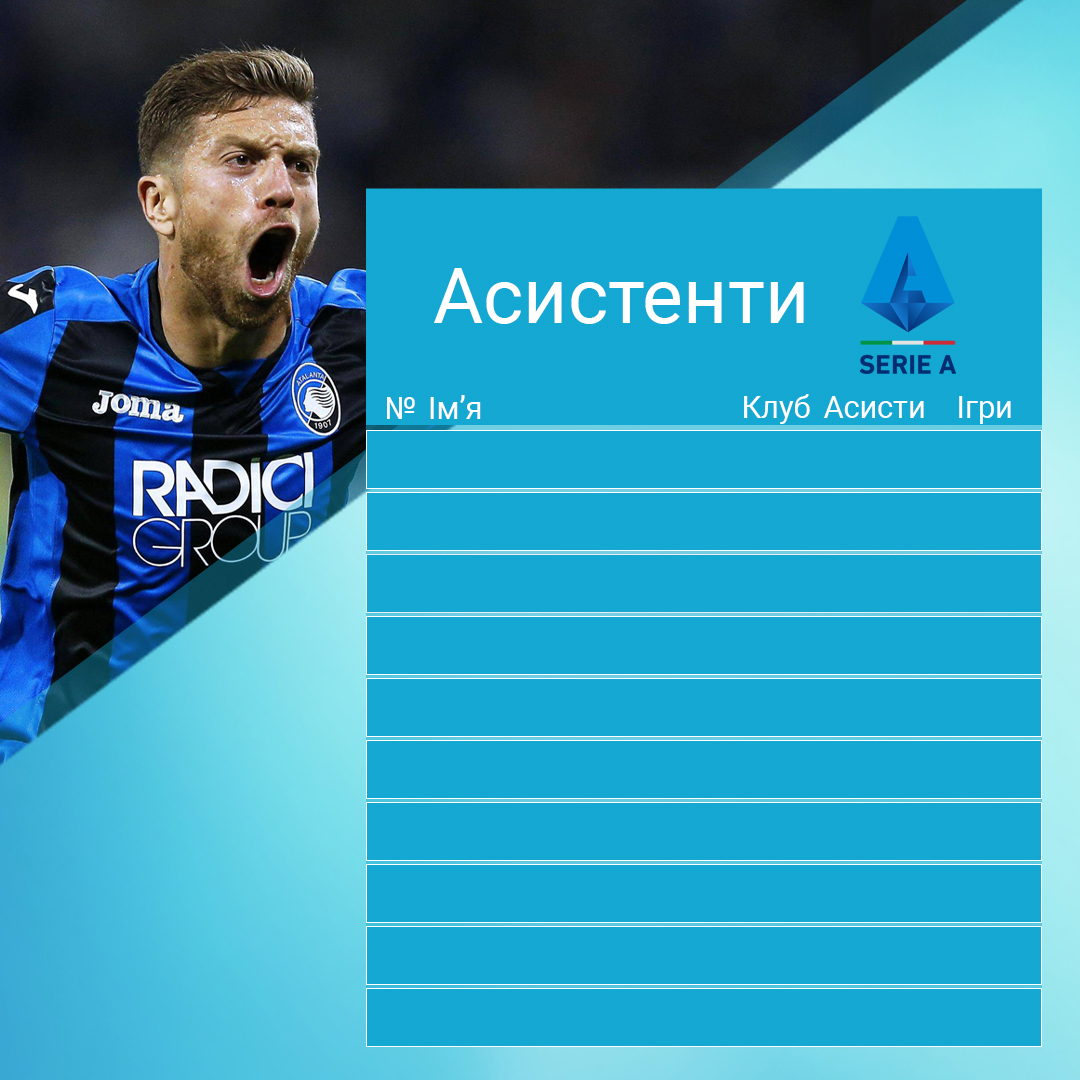 Асистенти
SERIE A
№ Ім’я Клуб Асисти Ігри
Joma
ATALANTA
1907
RADICI
GROUP